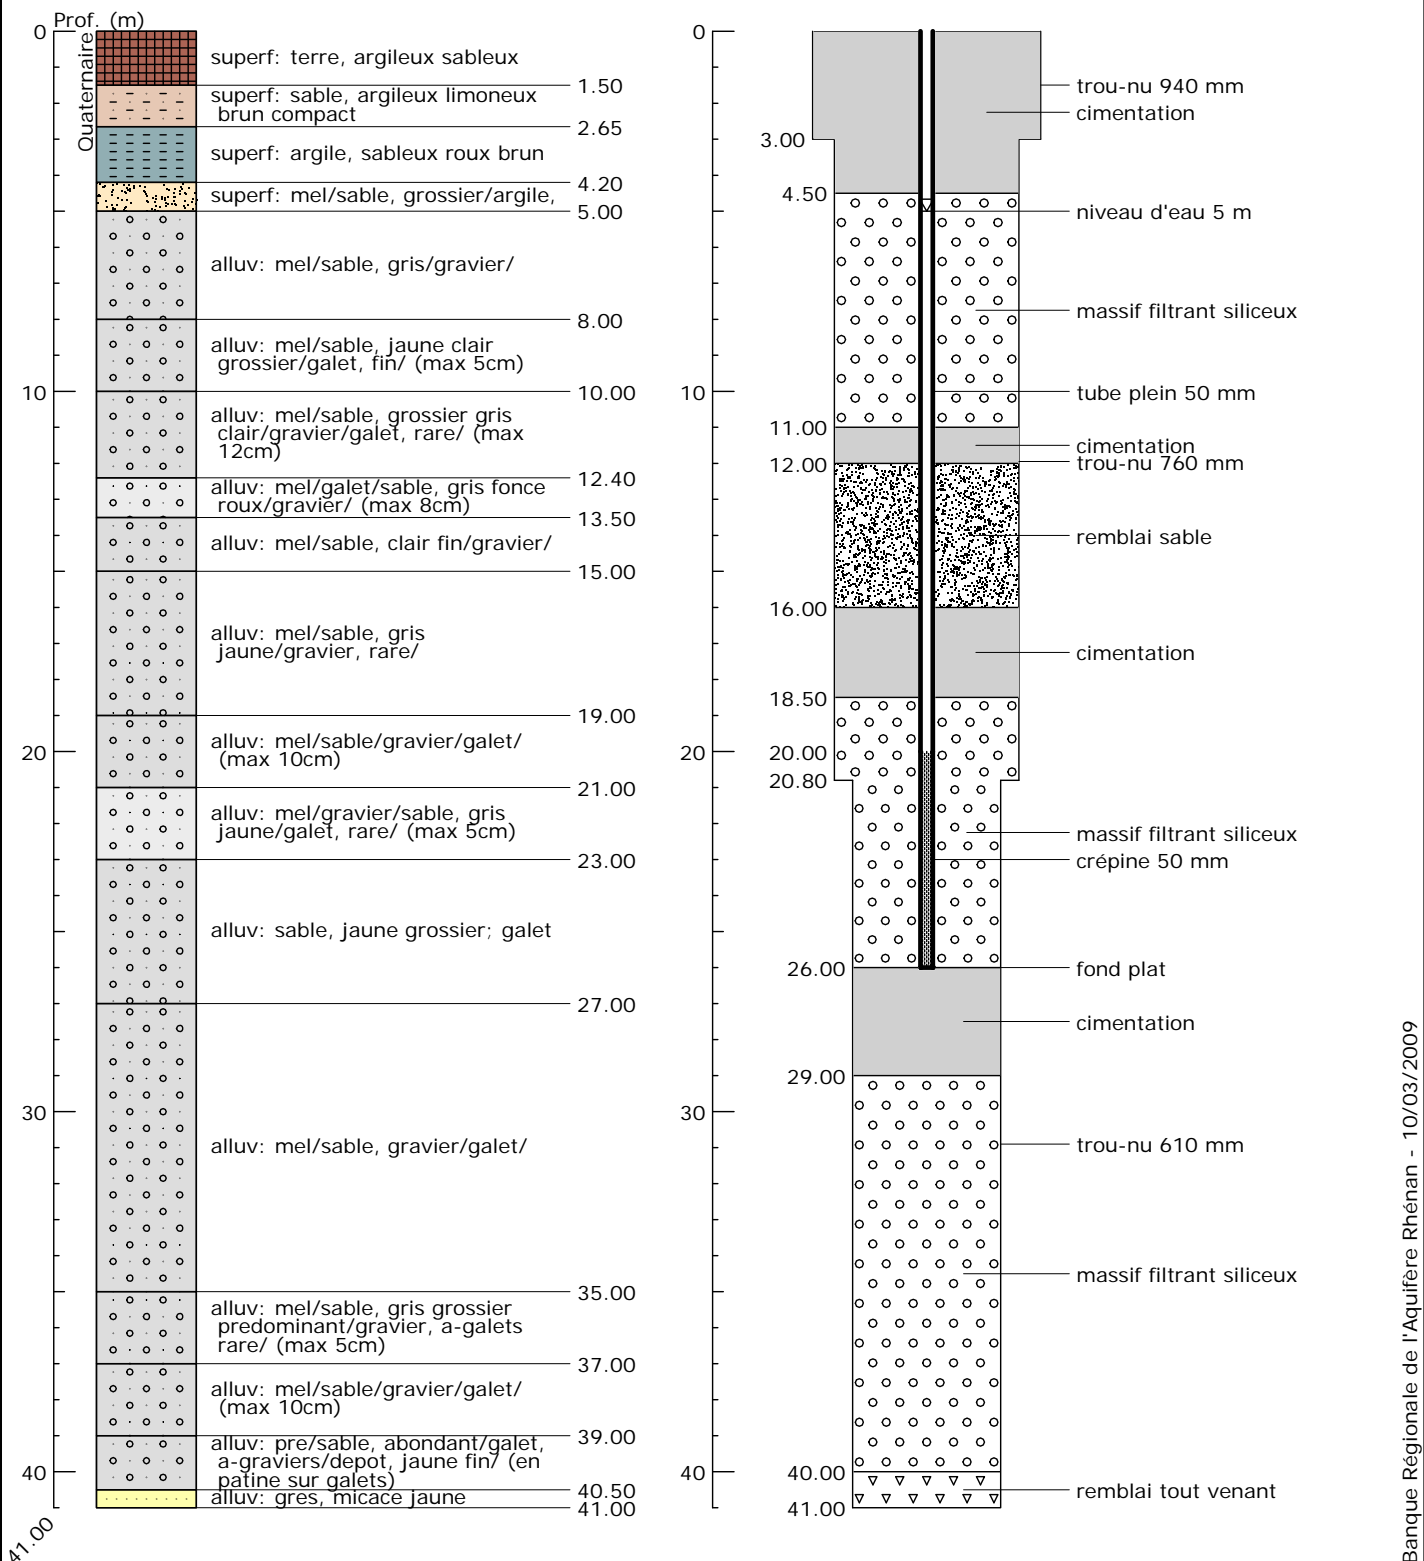 Prof. (m)
0
10
20
30
40
41.00
Quaternaire
superf: terre, argileux sableux
1.50
superf: sable, argileux limoneux
brun compact
2.65
superf: argile, sableux roux brun
4.20
superf: mel/sable, grossier/argile,
5.00
alluv: mel/sable, gris/gravier/
8.00
alluv: mel/sable, jaune clair
grossier/galet, fin/ (max 5cm)
10.00
alluv: mel/sable, grossier gris
clair/gravier/galet, rare/ (max
12cm)
12.40
alluv: mel/galet/sable, gris fonce
roux/gravier/ (max 8cm)
13.50
alluv: mel/sable, clair fin/gravier/
15.00
alluv: mel/sable, gris
jaune/gravier, rare/
19.00
alluv: mel/sable/gravier/galet/
(max 10cm)
21.00
alluv: mel/gravier/sable, gris
jaune/galet, rare/ (max 5cm)
23.00
alluv: sable, jaune grossier; galet
27.00
alluv: mel/sable, gravier/galet/
35.00
alluv: mel/sable, gris grossier
predominant/gravier, a-galets
rare/ (max 5cm)
37.00
alluv: mel/sable/gravier/galet/
(max 10cm)
39.00
alluv: pre/sable, abondant/galet,
a-graviers/depot, jaune fin/ (en
patine sur galets)
40.50
alluv: gres, micace jaune
41.00
0
10
20
30
40
3.00
4.50
11.00
12.00
16.00
18.50
20.00
20.80
26.00
29.00
40.00
41.00
trou-nu 940 mm
cimentation
niveau d'eau 5 m
massif filtrant siliceux
tube plein 50 mm
cimentation
trou-nu 760 mm
remblai sable
cimentation
massif filtrant siliceux
crépine 50 mm
fond plat
cimentation
trou-nu 610 mm
massif filtrant siliceux
remblai tout venant
Banque Régionale de l'Aquifère Rhénan - 10/03/2009